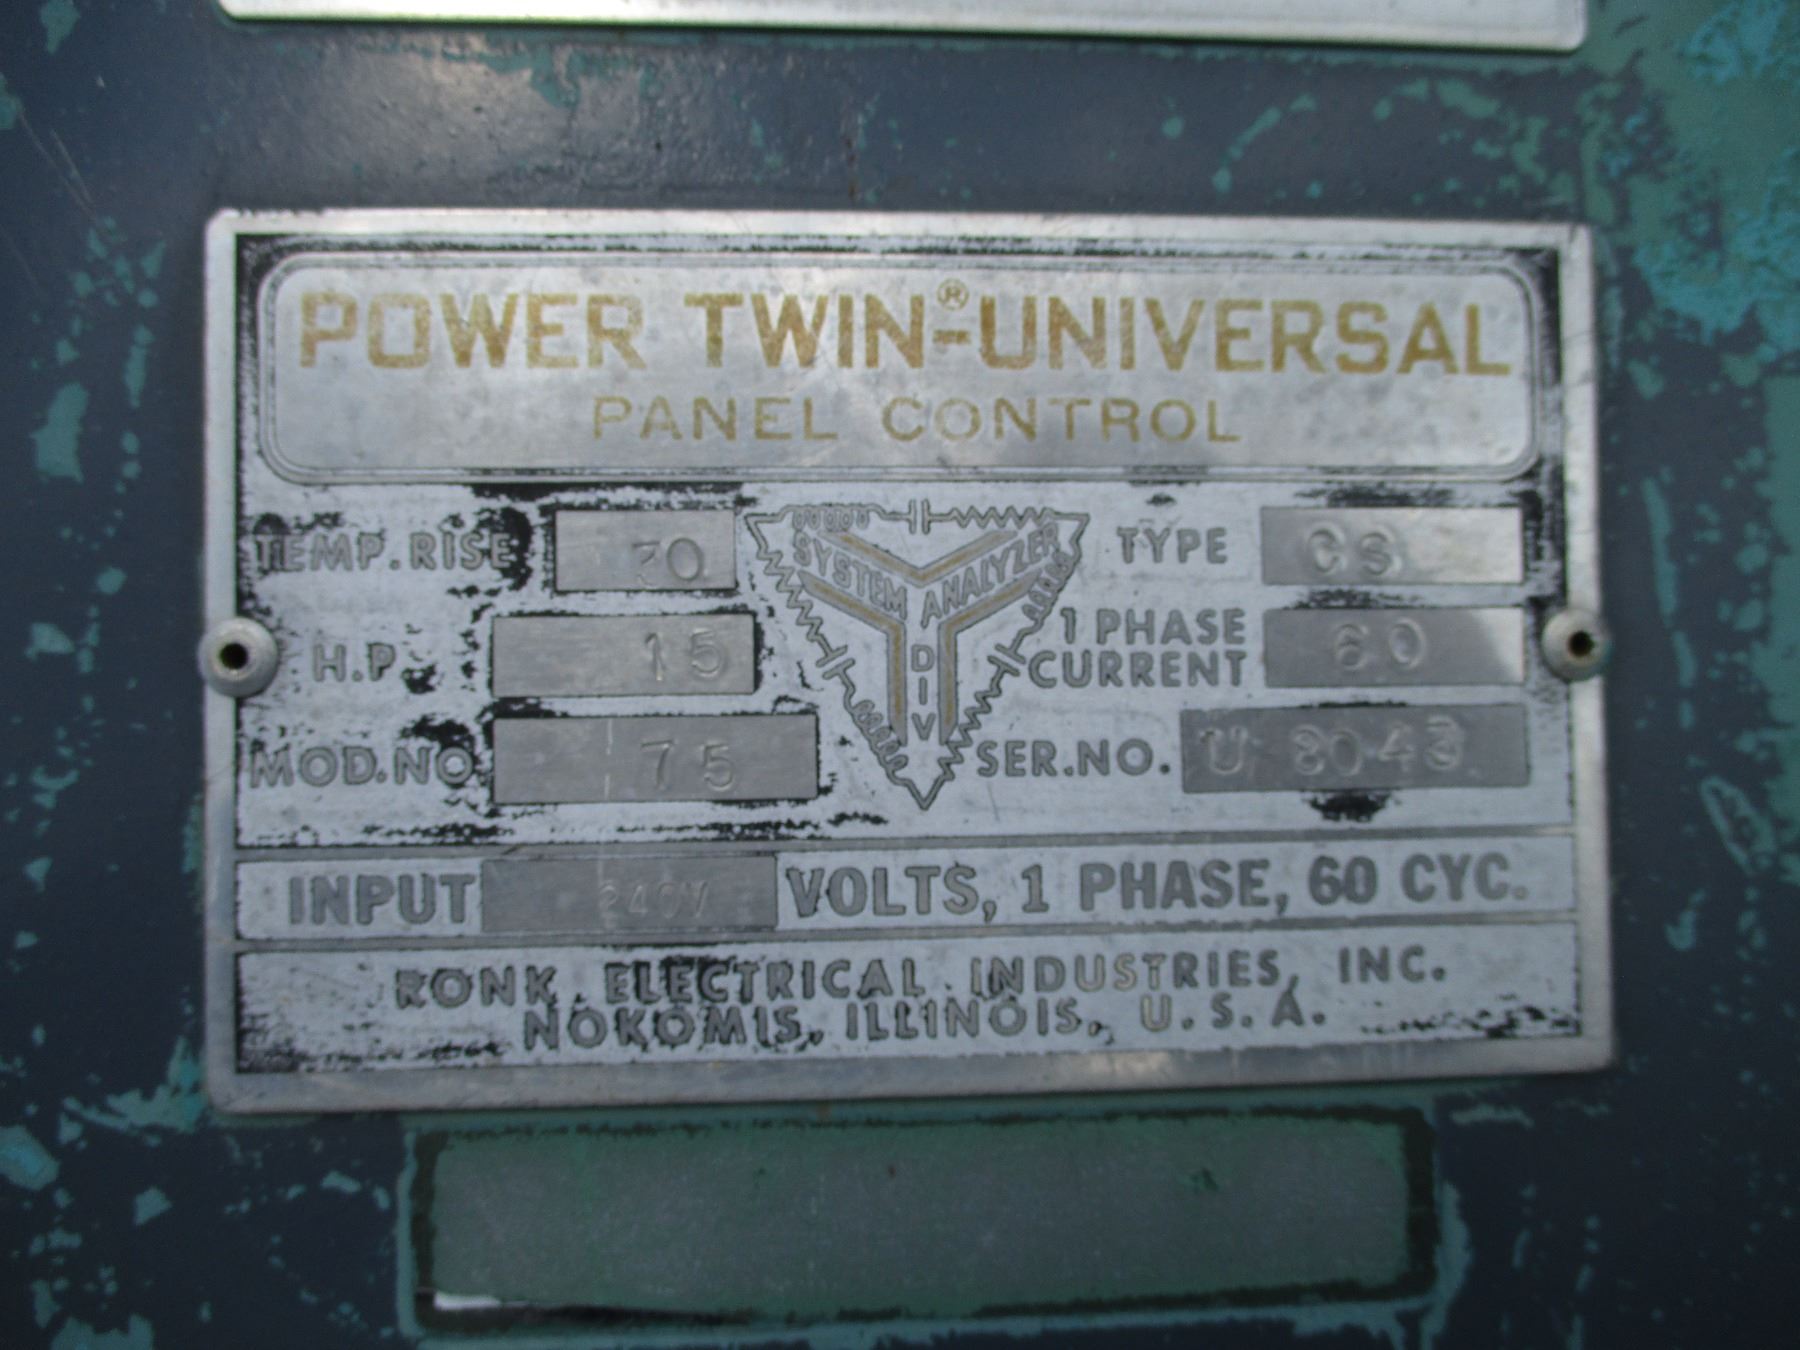 POWER TWIN®-UNIVERSAL
PANEL CONTROL
TEMP. RISE 30
H.P. 15
MOD. NO. 75
SYSTEM ANALYZER
DIV
TYPE CS
1 PHASE
CURRENT 60
SER. NO. U 8043
INPUT 240V VOLTS, 1 PHASE, 60 CYC.
RONK ELECTRICAL INDUSTRIES, INC.
NOKOMIS, ILLINOIS, U.S.A.